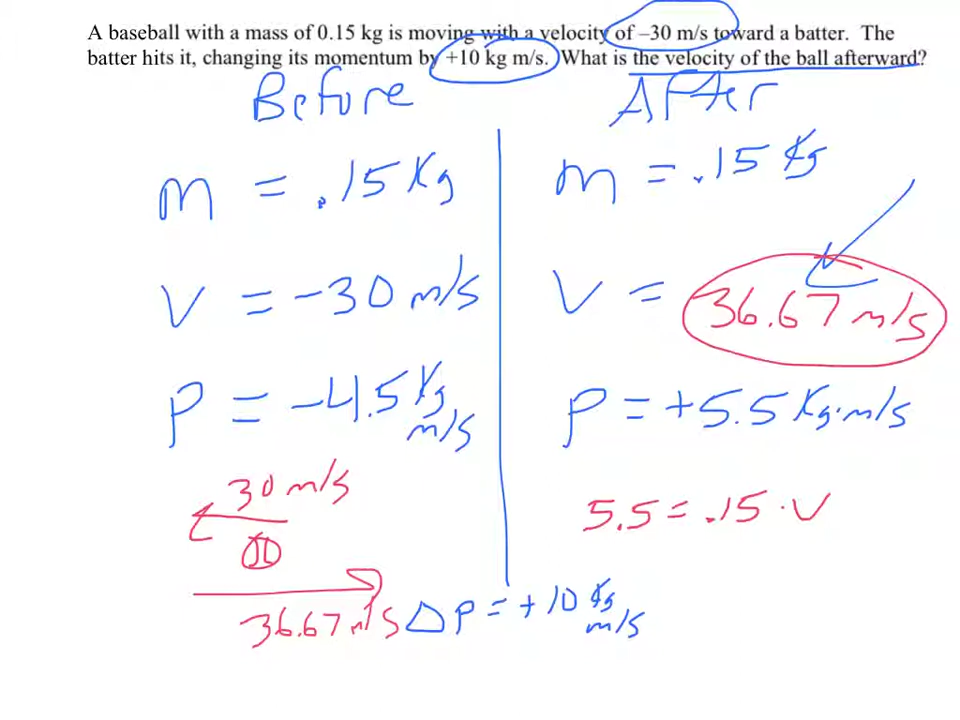 A baseball with a mass of 0.15 kg is moving with a velocity of –30 m/s toward a batter. The
batter hits it, changing its momentum by +10 kg m/s. What is the velocity of the ball afterward?
Before
After
m = .15 Kg
m = .15 Kg
V = -30 m/s
V = 36.67 m/s
P = -4.5 Kg m/s
P = +5.5 Kg·m/s
30 m/s
5.5 = .15 · V
36.67 m/s
ΔP = +10 Kg m/s